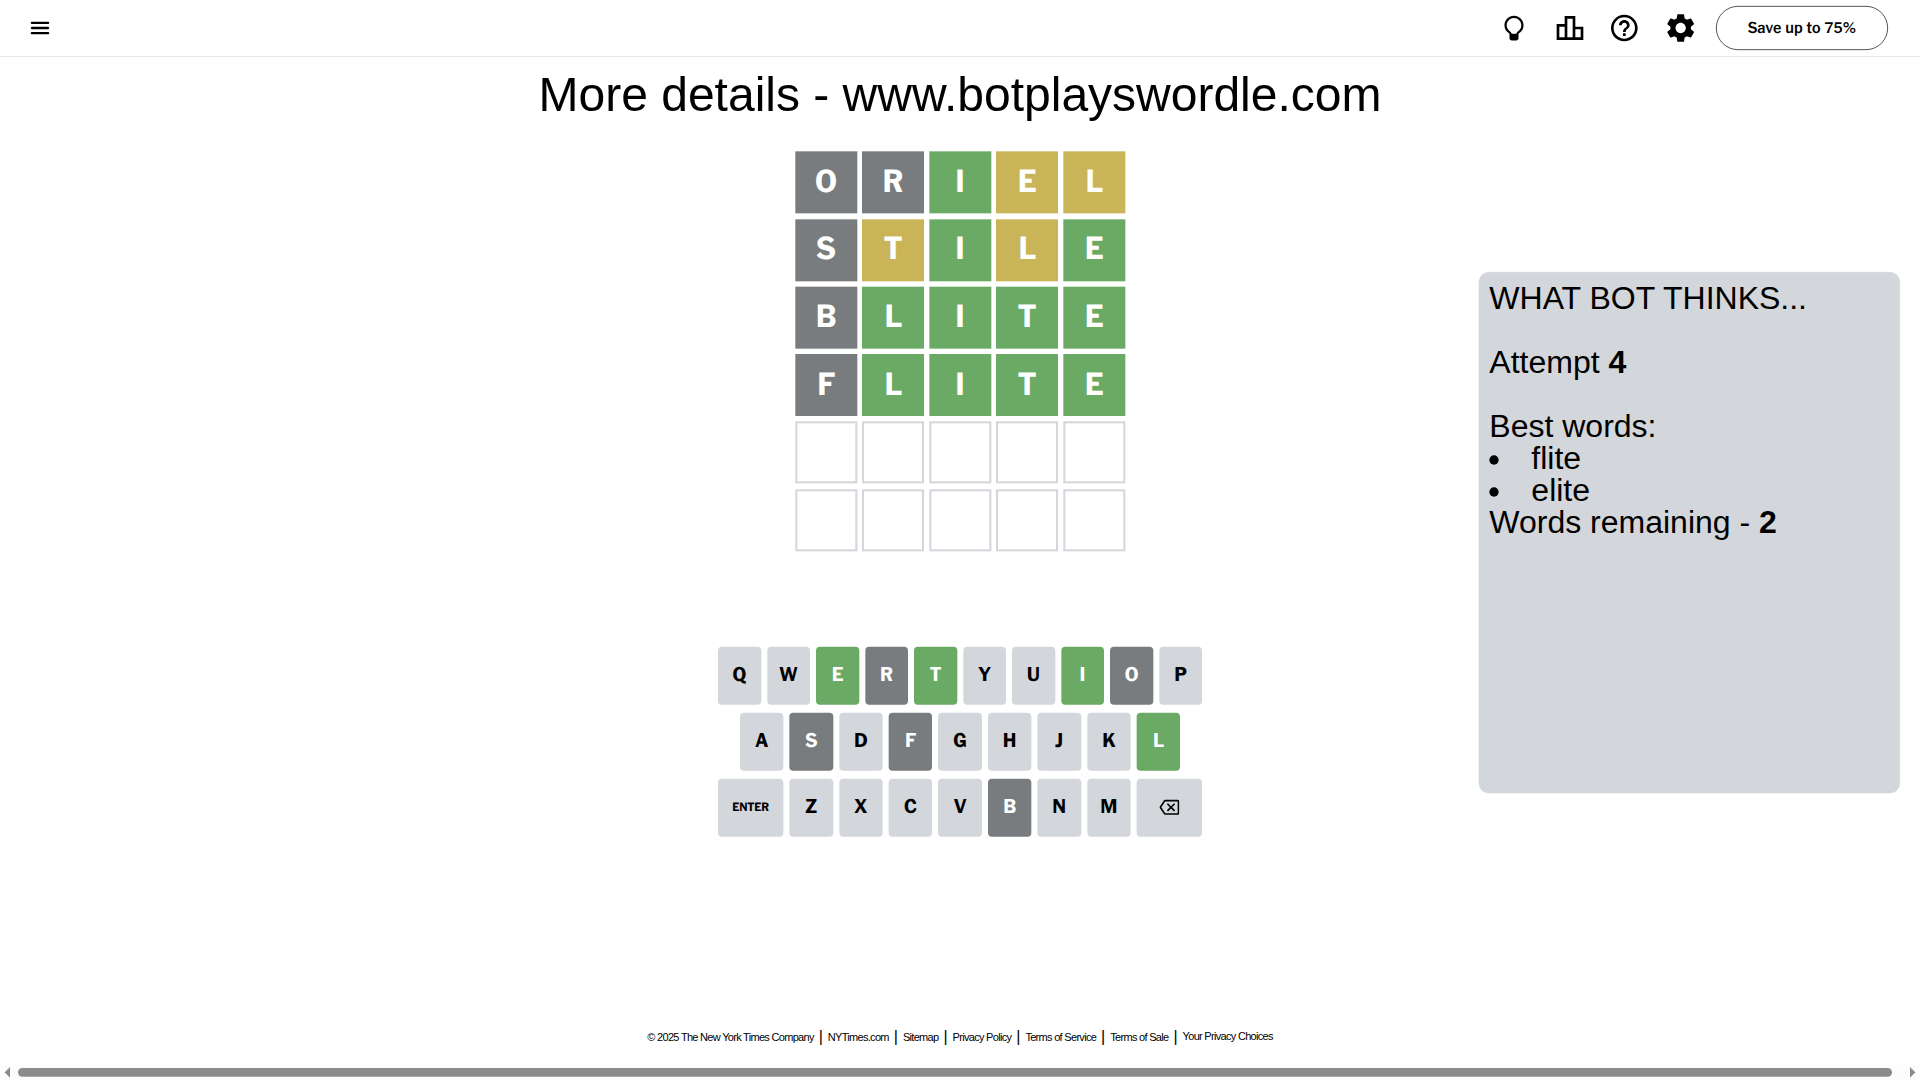 Save up to 75%
More details - www.botplayswordle.com
O R I E L
S T I L E
B L I T E
F L I T E
WHAT BOT THINKS...
Attempt 4
Best words:
• flite
• elite
Words remaining - 2
Q W E R T Y U I O P
A S D F G H J K L
ENTER Z X C V B N M
© 2025 The New York Times Company | NYTimes.com | Sitemap | Privacy Policy | Terms of Service | Terms of Sale | Your Privacy Choices